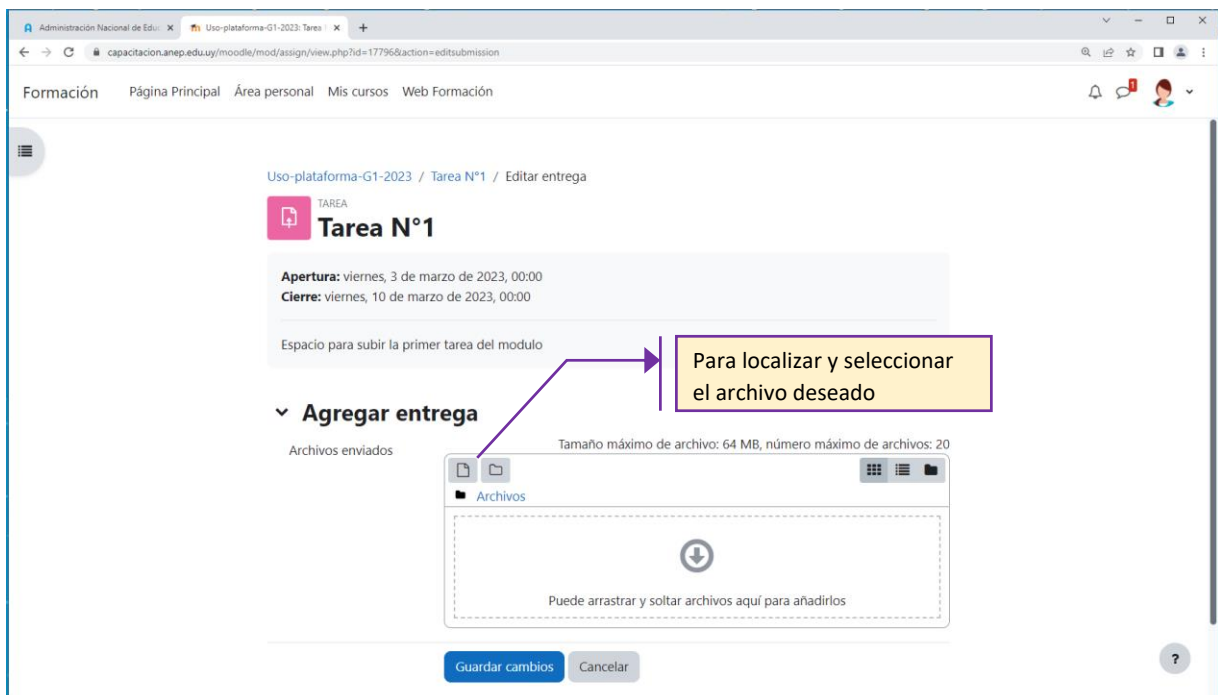 Administración Nacional de Educ
Uso-plataforma-G1-2023: Tarea
capacitacion.anep.edu.uy/moodle/mod/assign/view.php?id=17796&action=editsubmission
Formación Página Principal Área personal Mis cursos Web Formación
1
Uso-plataforma-G1-2023 / Tarea N°1 / Editar entrega
TAREA
Tarea N°1
Apertura: viernes, 3 de marzo de 2023, 00:00
Cierre: viernes, 10 de marzo de 2023, 00:00
Espacio para subir la primer tarea del modulo
Para localizar y seleccionar
el archivo deseado
Agregar entrega
Archivos enviados
Tamaño máximo de archivo: 64 MB, número máximo de archivos: 20
Archivos
Puede arrastrar y soltar archivos aquí para añadirlos
Guardar cambios Cancelar
?